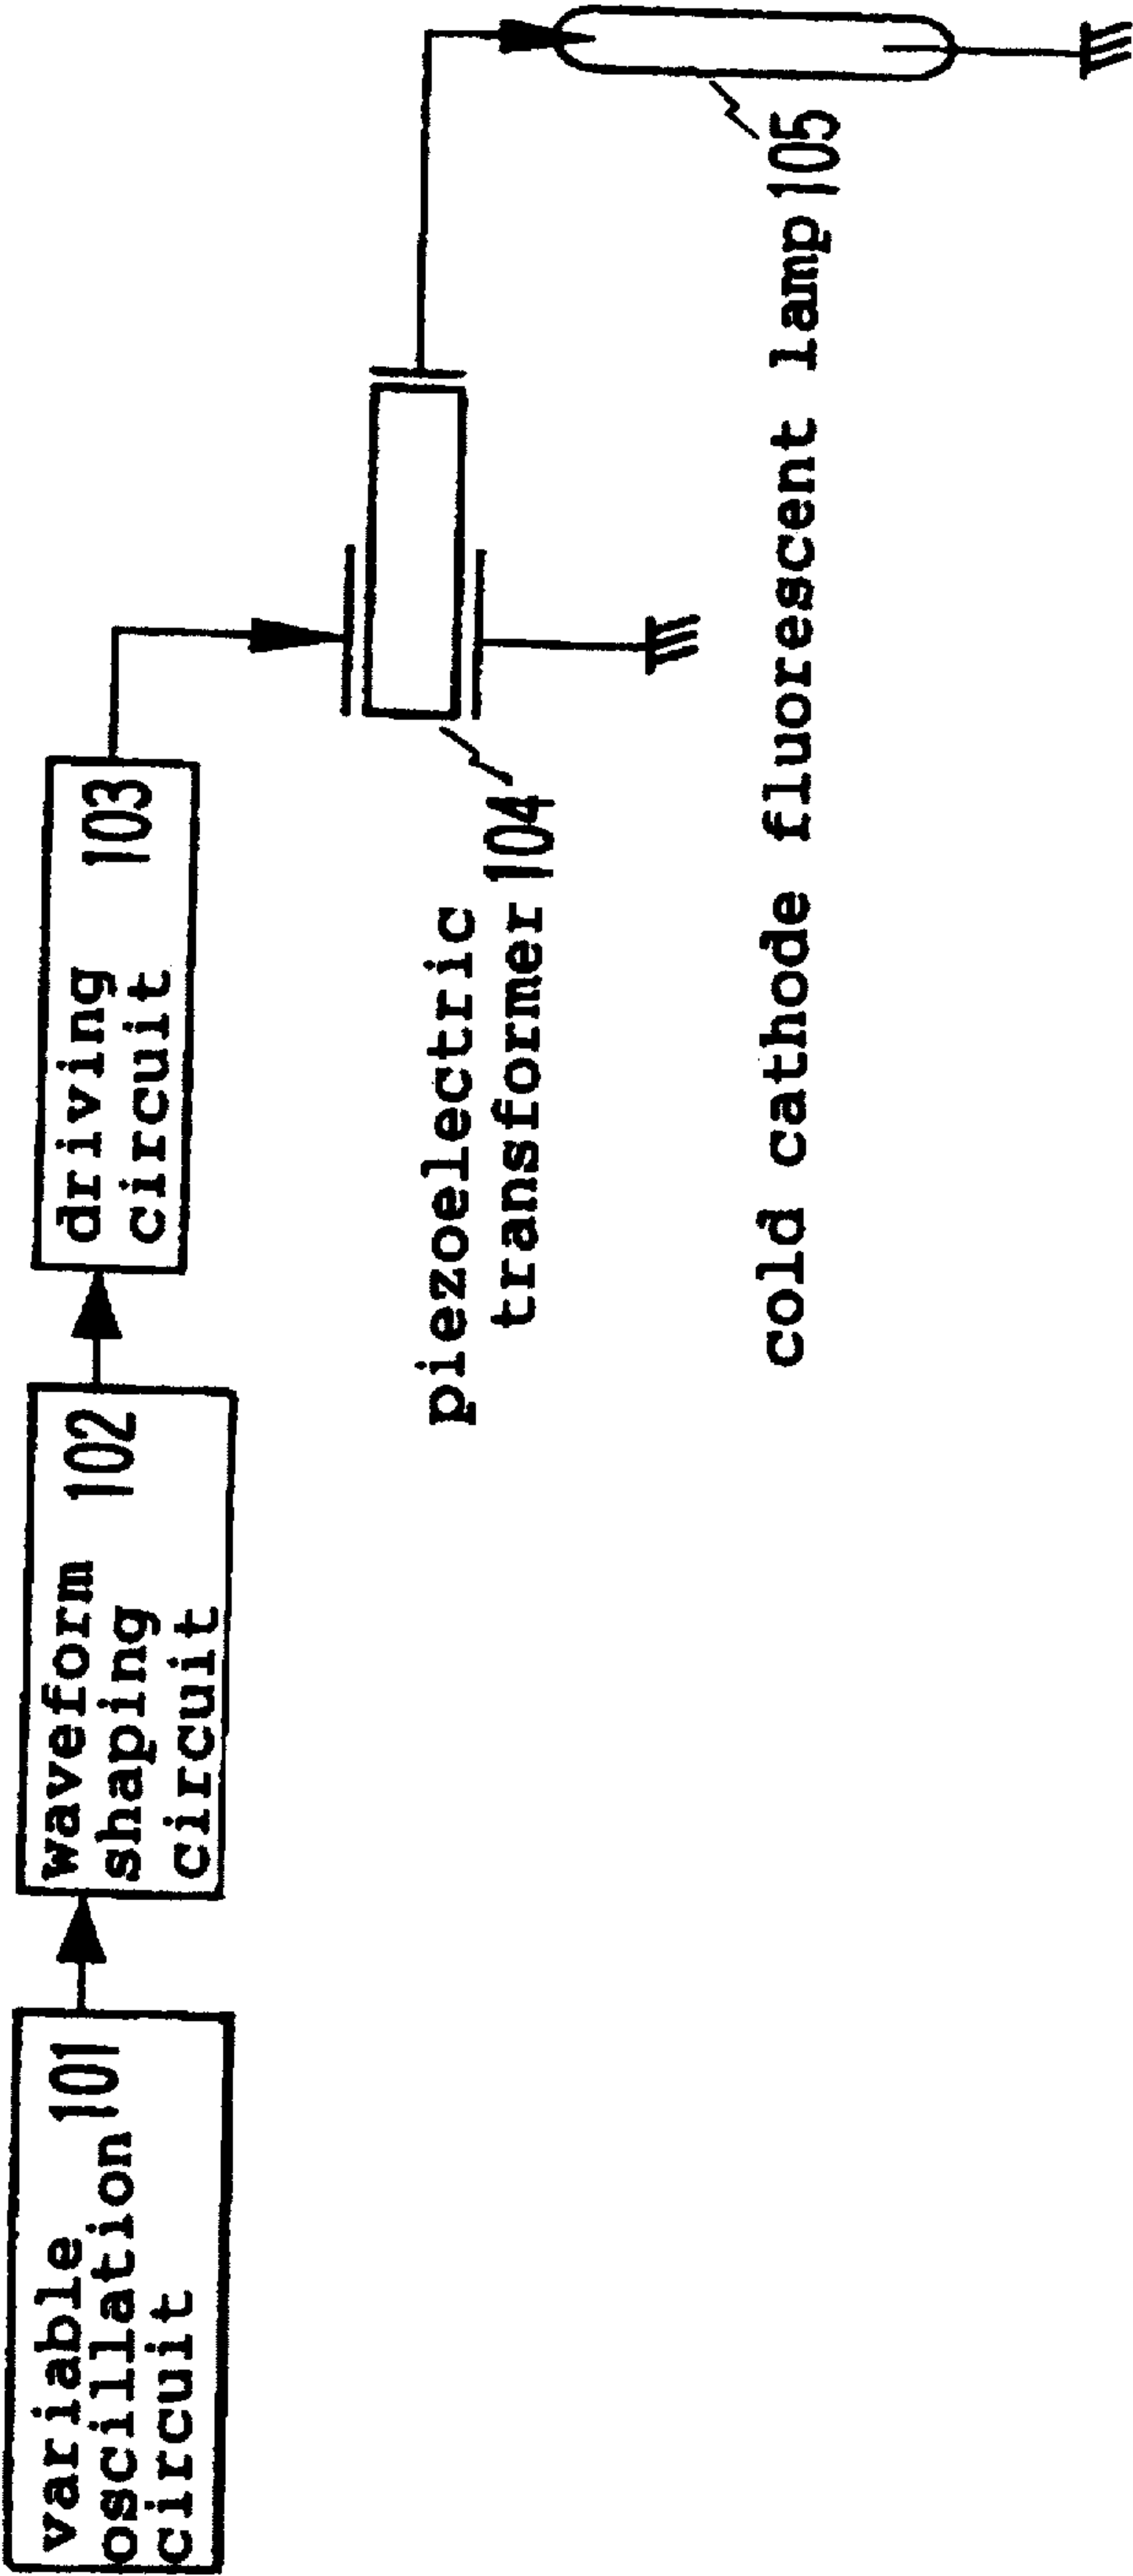 variable 101
oscillation
circuit
waveform 102
shaping
circuit
driving 103
circuit
piezoelectric
transformer 104
cold cathode fluorescent lamp 105